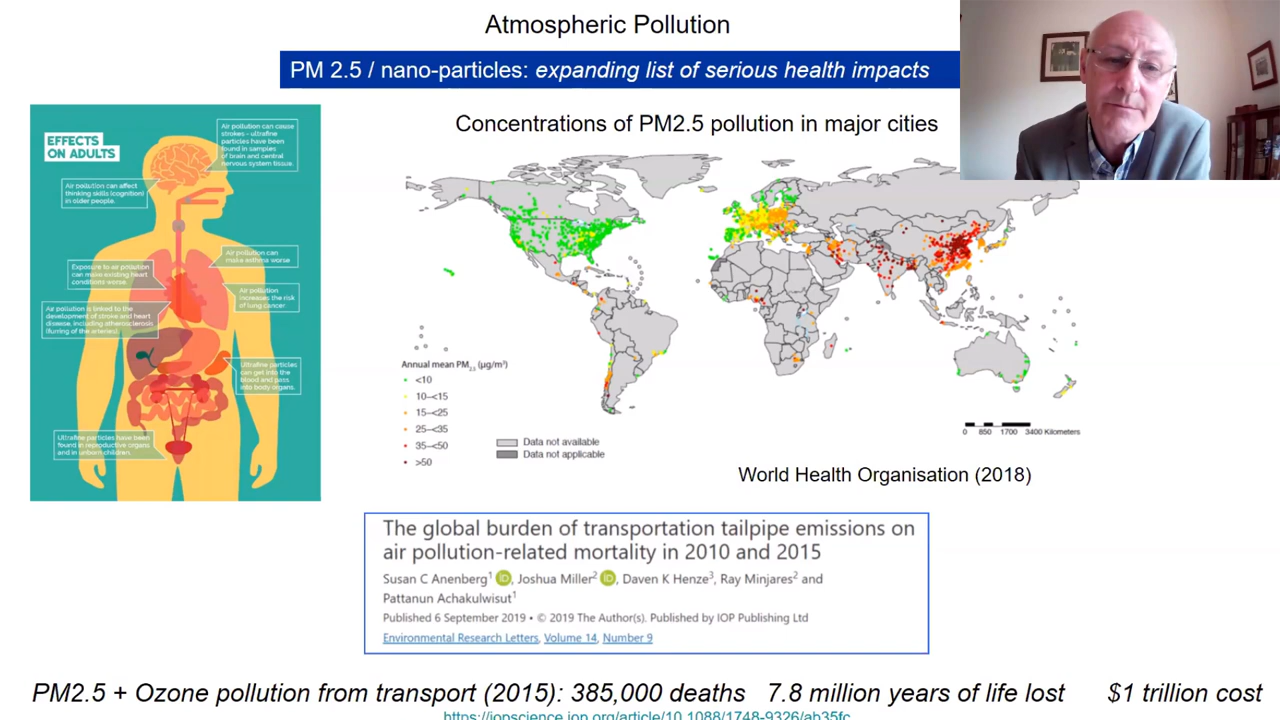 Atmospheric Pollution
PM 2.5 / nano-particles: expanding list of serious health impacts
EFFECTS
ON ADULTS
Air pollution can cause
strokes – ultrafine
particles have been
found in samples
of brain and central
nervous system tissue.
Air pollution can affect
thinking skills (cognition)
in older people.
Air pollution can
make asthma worse
Exposure to air pollution
can make existing heart
conditions worse.
Air pollution
increases the risk
of lung cancer.
Air pollution is linked to the
development of stroke and heart
disease, including atherosclerosis
(furring of the arteries).
Ultrafine particles
can get into the
blood and pass
into body organs.
Ultrafine particles have been
found in reproductive organs
and in unborn children.
Concentrations of PM2.5 pollution in major cities
Annual mean PM2.5 (µg/m³)
<10
10–<15
15–<25
25–<35
35–<50
>50
Data not available
Data not applicable
0 850 1700 3400 Kilometers
World Health Organisation (2018)
The global burden of transportation tailpipe emissions on
air pollution-related mortality in 2010 and 2015
Susan C Anenberg1 iD, Joshua Miller2 iD, Daven K Henze3, Ray Minjares2 and
Pattanun Achakulwisut1
Published 6 September 2019 • © 2019 The Author(s). Published by IOP Publishing Ltd
Environmental Research Letters, Volume 14, Number 9
PM2.5 + Ozone pollution from transport (2015): 385,000 deaths 7.8 million years of life lost $1 trillion cost
https://iopscience.iop.org/article/10.1088/1748-9326/ab35fc